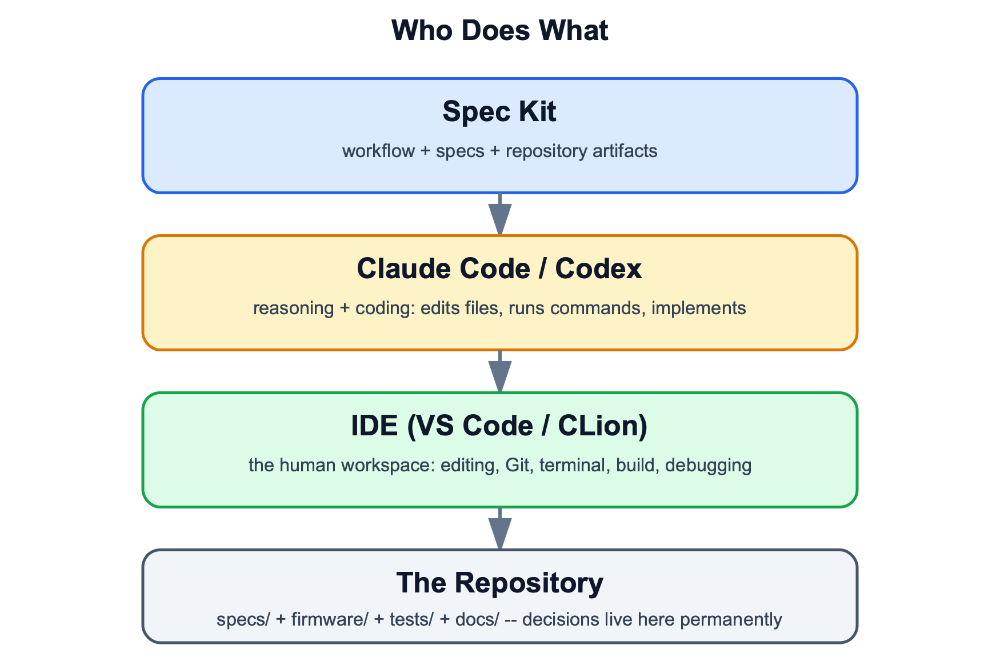 Who Does What
Spec Kit
workflow + specs + repository artifacts
Claude Code / Codex
reasoning + coding: edits files, runs commands, implements
IDE (VS Code / CLion)
the human workspace: editing, Git, terminal, build, debugging
The Repository
specs/ + firmware/ + tests/ + docs/ -- decisions live here permanently